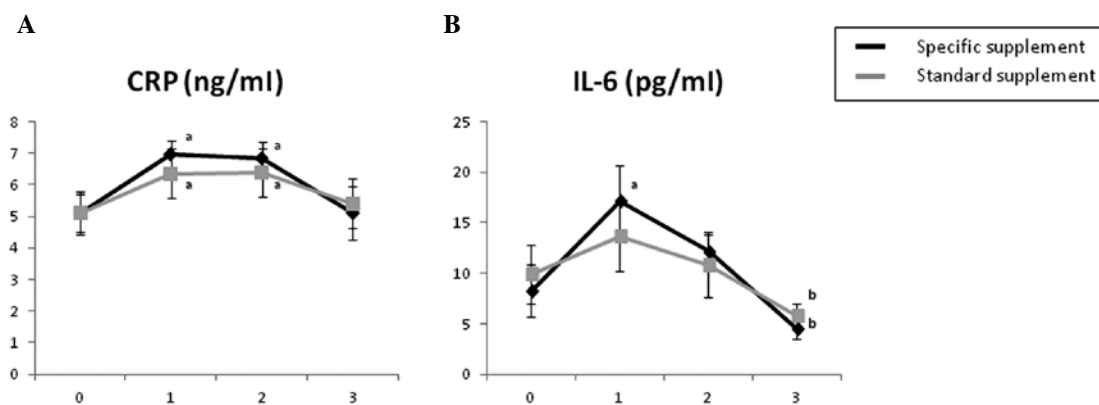 A
B
Specific supplement
Standard supplement
CRP (ng/ml)
IL-6 (pg/ml)
8
7
6
5
4
3
2
1
0
a
a
a
a
0
1
2
3
25
20
15
10
5
0
a
b
b
0
1
2
3